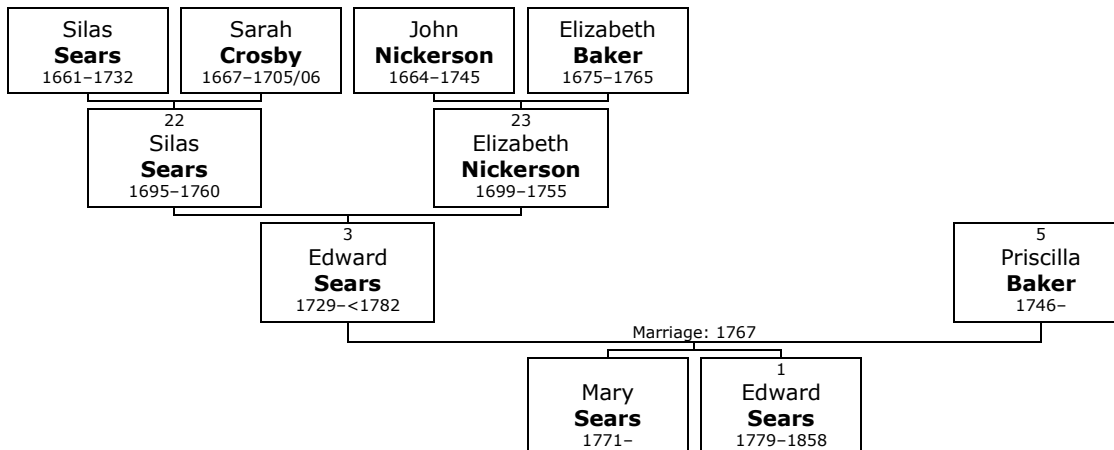 Silas
Sears
1661–1732
Sarah
Crosby
1667–1705/06
John
Nickerson
1664–1745
Elizabeth
Baker
1675–1765
22
Silas
Sears
1695–1760
23
Elizabeth
Nickerson
1699–1755
3
Edward
Sears
1729–<1782
5
Priscilla
Baker
1746–
Marriage: 1767
Mary
Sears
1771–
1
Edward
Sears
1779–1858